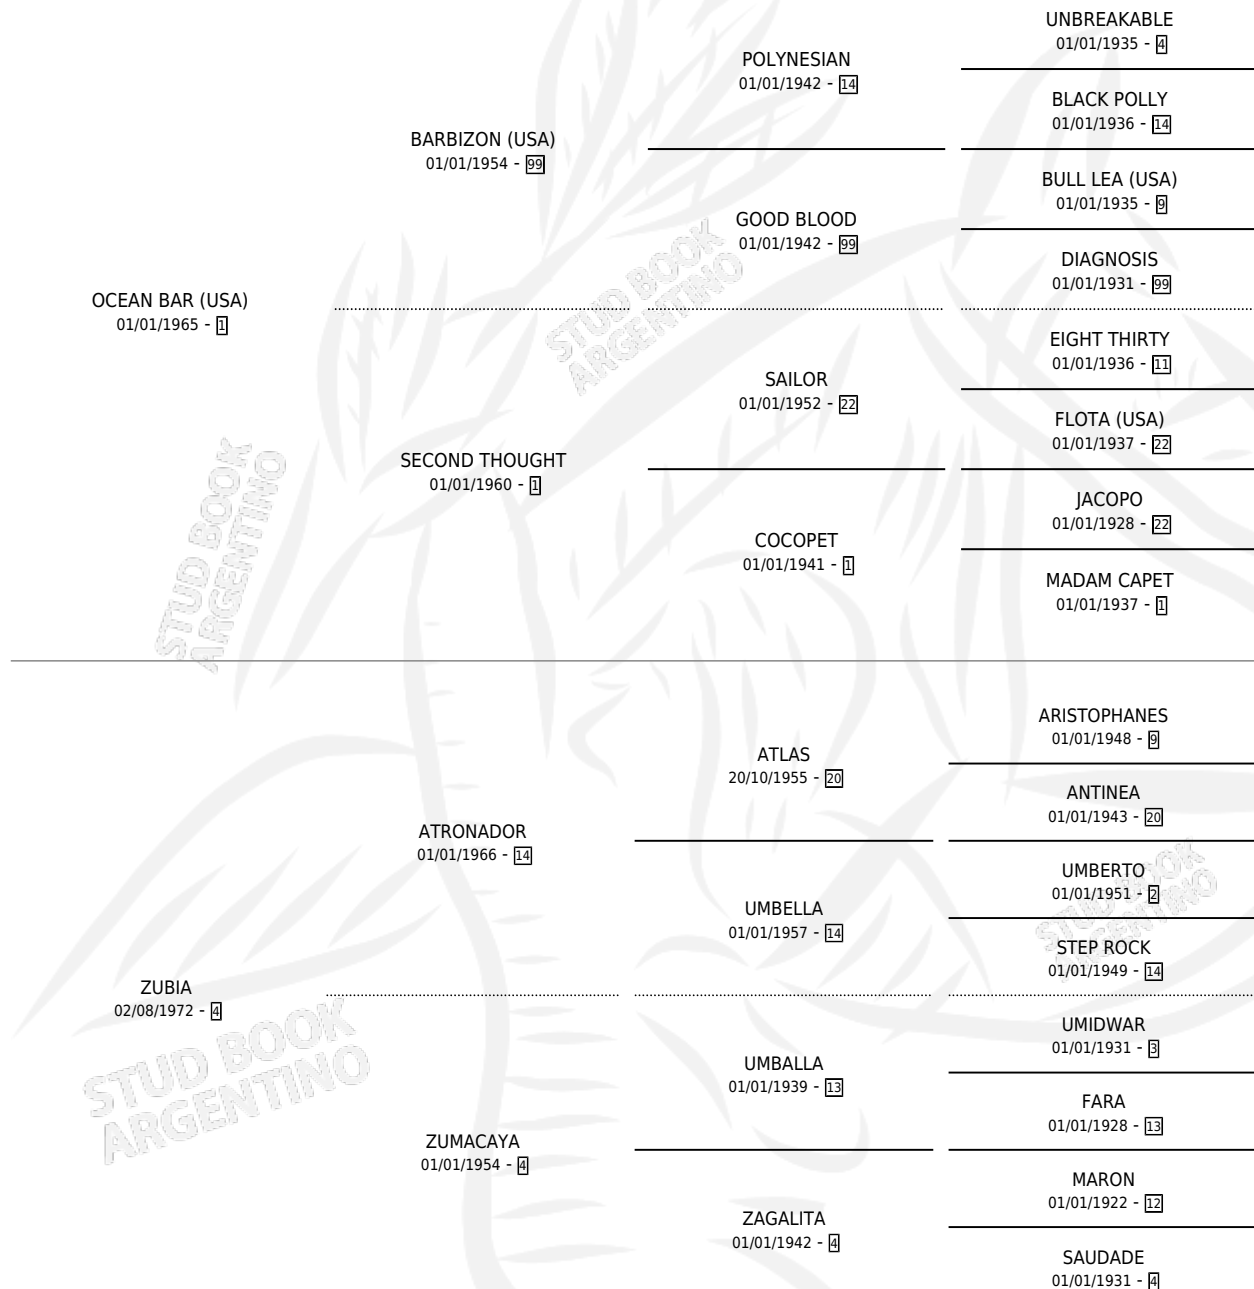 UNBREAKABLE
01/01/1935 - 4
POLYNESIAN
01/01/1942 - 14
BLACK POLLY
01/01/1936 - 14
BARBIZON (USA)
01/01/1954 - 99
BULL LEA (USA)
01/01/1935 - 9
GOOD BLOOD
01/01/1942 - 99
DIAGNOSIS
01/01/1931 - 99
OCEAN BAR (USA)
01/01/1965 - 1
STUD BOOK
ARGENTINO
EIGHT THIRTY
01/01/1936 - 11
SAILOR
01/01/1952 - 22
FLOTA (USA)
01/01/1937 - 22
SECOND THOUGHT
01/01/1960 - 1
JACOPO
01/01/1928 - 22
COCOPET
01/01/1941 - 1
MADAM CAPET
01/01/1937 - 1
STUD BOOK
ARGENTINO
ARISTOPHANES
01/01/1948 - 9
ATLAS
20/10/1955 - 20
ANTINEA
01/01/1943 - 20
ATRONADOR
01/01/1966 - 14
UMBERTO
01/01/1951 - 2
UMBELLA
01/01/1957 - 14
STEP ROCK
01/01/1949 - 14
STUD BOOK
ARGENTINO
ZUBIA
02/08/1972 - 4
UMIDWAR
01/01/1931 - 3
UMBALLA
01/01/1939 - 13
FARA
01/01/1928 - 13
STUD BOOK
ARGENTINO
ZUMACAYA
01/01/1954 - 4
MARON
01/01/1922 - 12
ZAGALITA
01/01/1942 - 4
SAUDADE
01/01/1931 - 4